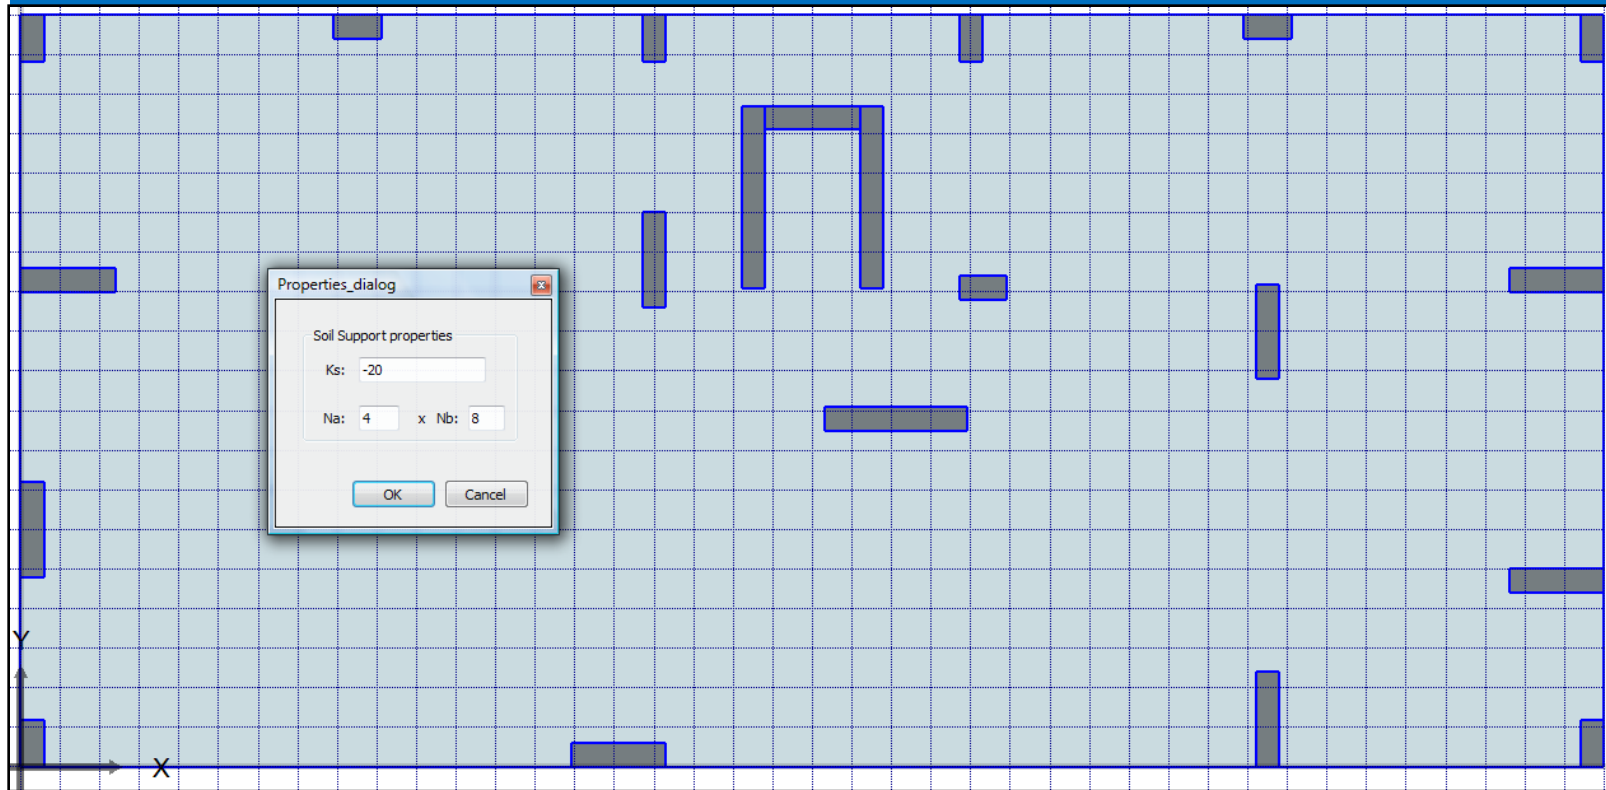 Properties_dialog
Soil Support properties
Ks: -20
Na: 4 x Nb: 8
OK Cancel
Y
X